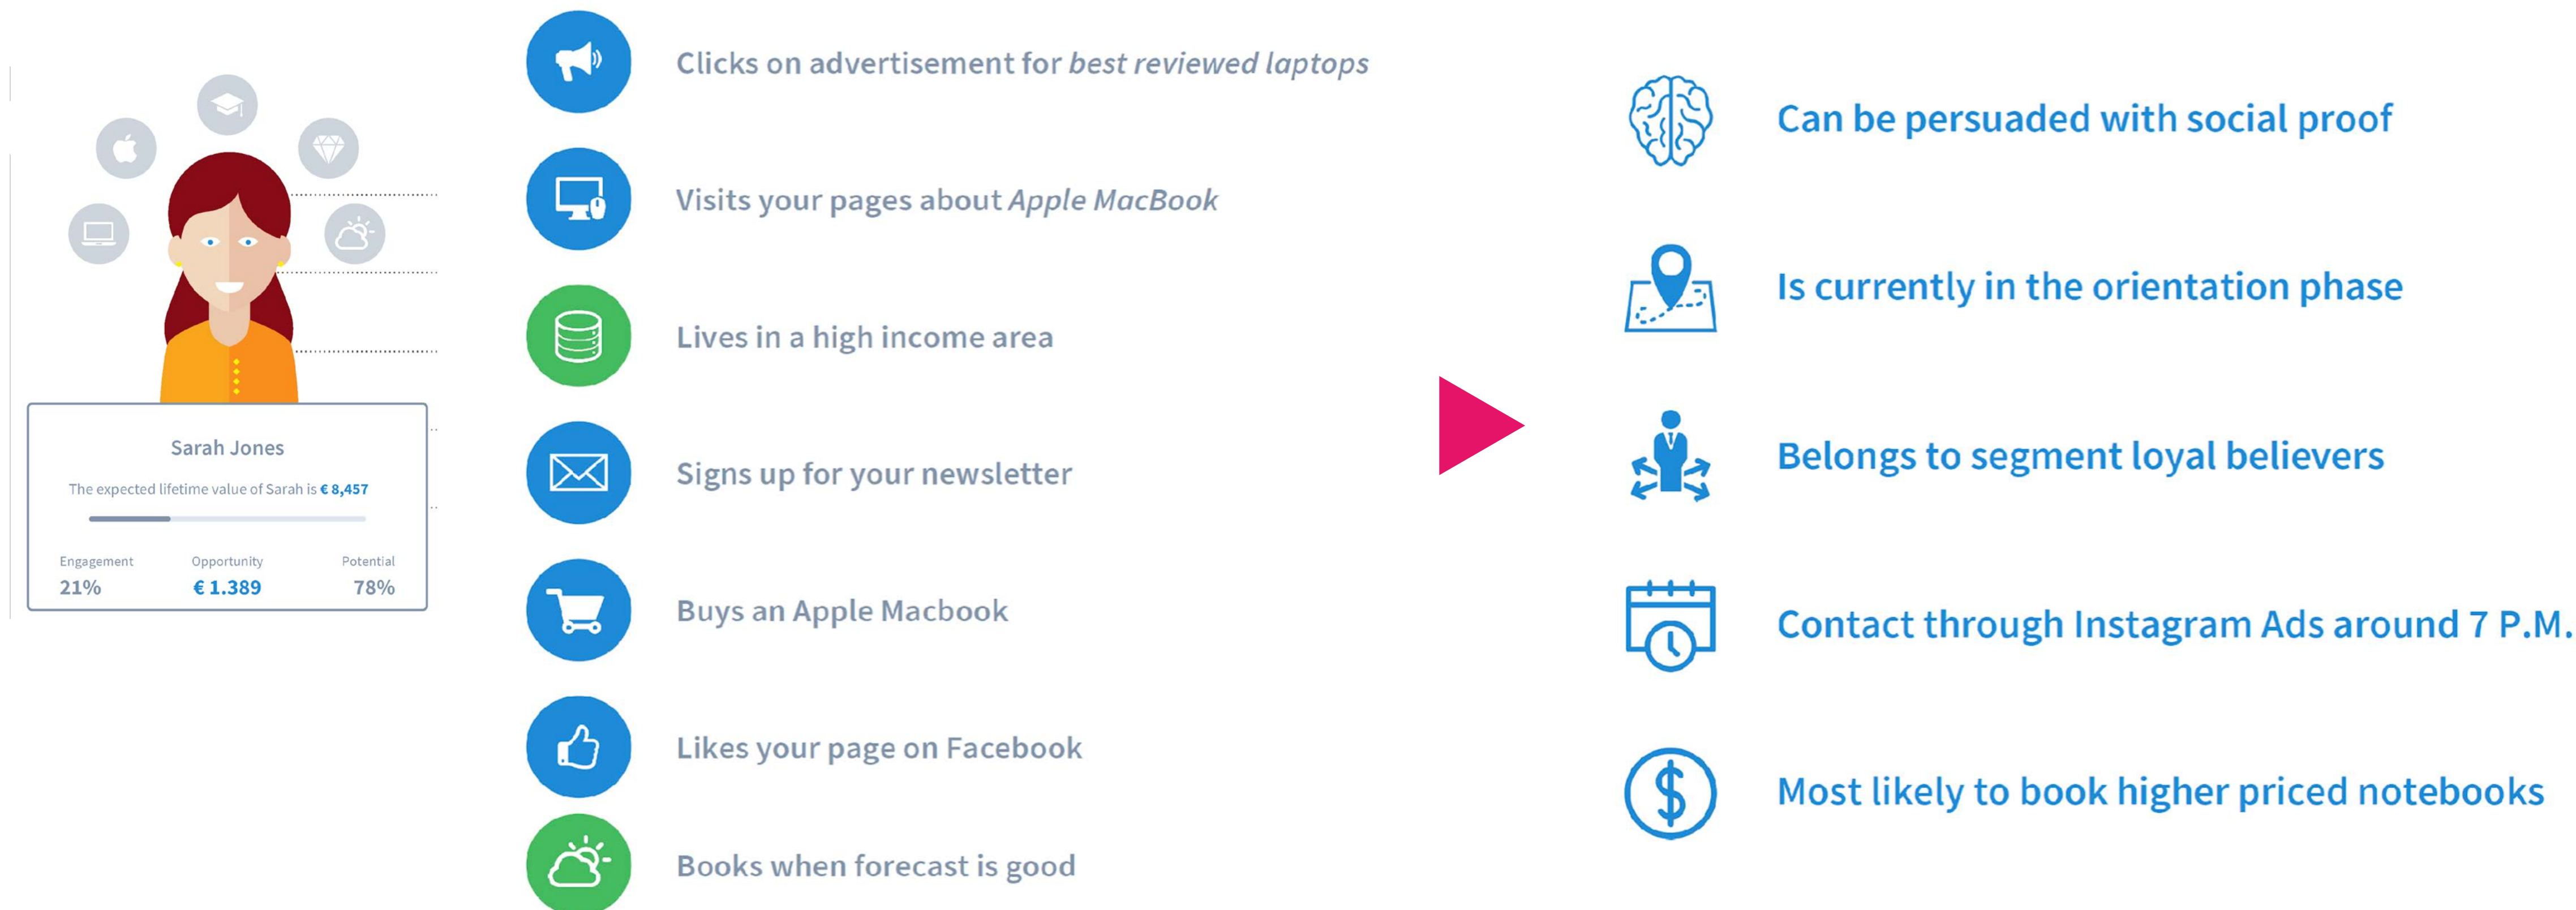 Sarah Jones
The expected lifetime value of Sarah is € 8,457
Engagement
Opportunity
Potential
21%
€ 1.389
78%
Clicks on advertisement for best reviewed laptops
Visits your pages about Apple MacBook
Lives in a high income area
Signs up for your newsletter
Buys an Apple Macbook
Likes your page on Facebook
Books when forecast is good
Can be persuaded with social proof
Is currently in the orientation phase
Belongs to segment loyal believers
Contact through Instagram Ads around 7 P.M.
Most likely to book higher priced notebooks